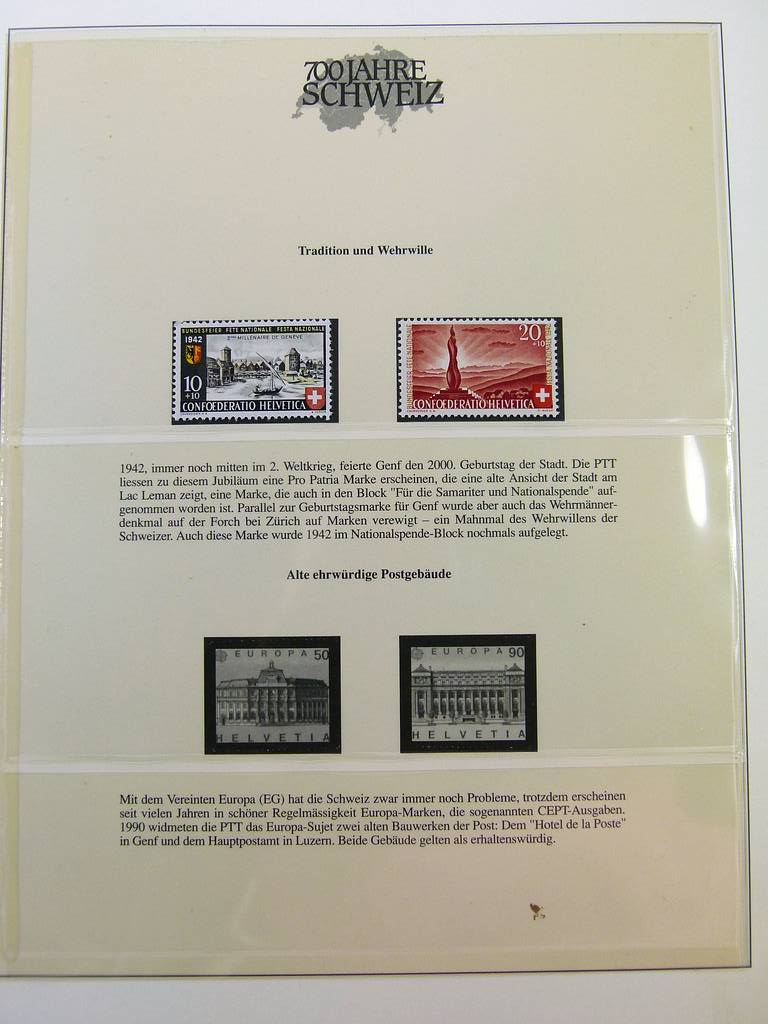 700 JAHRE
SCHWEIZ
Tradition und Wehrwille
BUNDESFEIER FÊTE NATIONALE FESTA NAZIONALE
1942
2ME MILLÉNAIRE DE GENÈVE
10
+10
CONFOEDERATIO HELVETICA
20
+10
BUNDESFEIER FÊTE NATIONALE
CONFOEDERATIO HELVETICA
1942, immer noch mitten im 2. Weltkrieg, feierte Genf den 2000. Geburtstag der Stadt. Die PTT
liessen zu diesem Jubiläum eine Pro Patria Marke erscheinen, die eine alte Ansicht der Stadt am
Lac Leman zeigt, eine Marke, die auch in den Block "Für die Samariter und Nationalspende" auf-
genommen worden ist. Parallel zur Geburtstagsmarke für Genf wurde aber auch das Wehrmänner-
denkmal auf der Forch bei Zürich auf Marken verewigt – ein Mahnmal des Wehrwillens der
Schweizer. Auch diese Marke wurde 1942 im Nationalspende-Block nochmals aufgelegt.
Alte ehrwürdige Postgebäude
EUROPA 50
HELVETIA
EUROPA 90
HELVETIA
Mit dem Vereinten Europa (EG) hat die Schweiz zwar immer noch Probleme, trotzdem erscheinen
seit vielen Jahren in schöner Regelmässigkeit Europa-Marken, die sogenannten CEPT-Ausgaben.
1990 widmeten die PTT das Europa-Sujet zwei alten Bauwerken der Post: Dem "Hotel de la Poste"
in Genf und dem Hauptpostamt in Luzern. Beide Gebäude gelten als erhaltenswürdig.